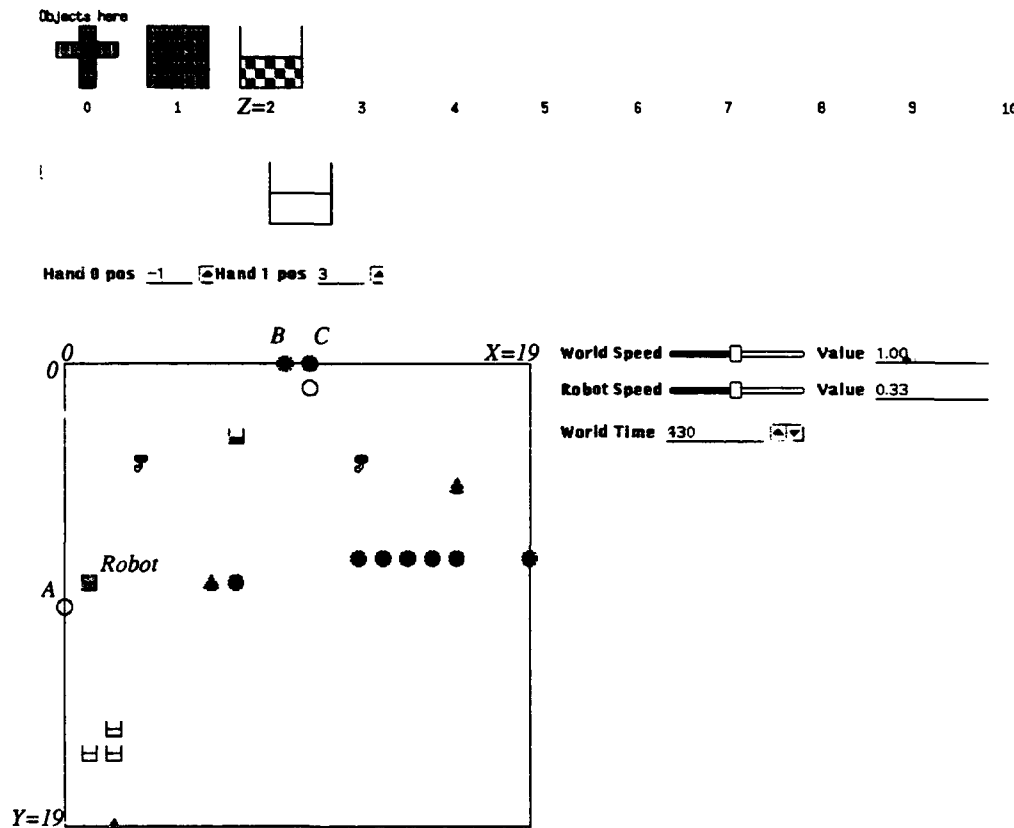 Objects here
0 1 Z=2 3 4 5 6 7 8 9 10
Hand 0 pos -1 Hand 1 pos 3
B C
0 X=19 World Speed Value 1.00
0
Robot Speed Value 0.33
World Time 430
Robot
A
Y=19